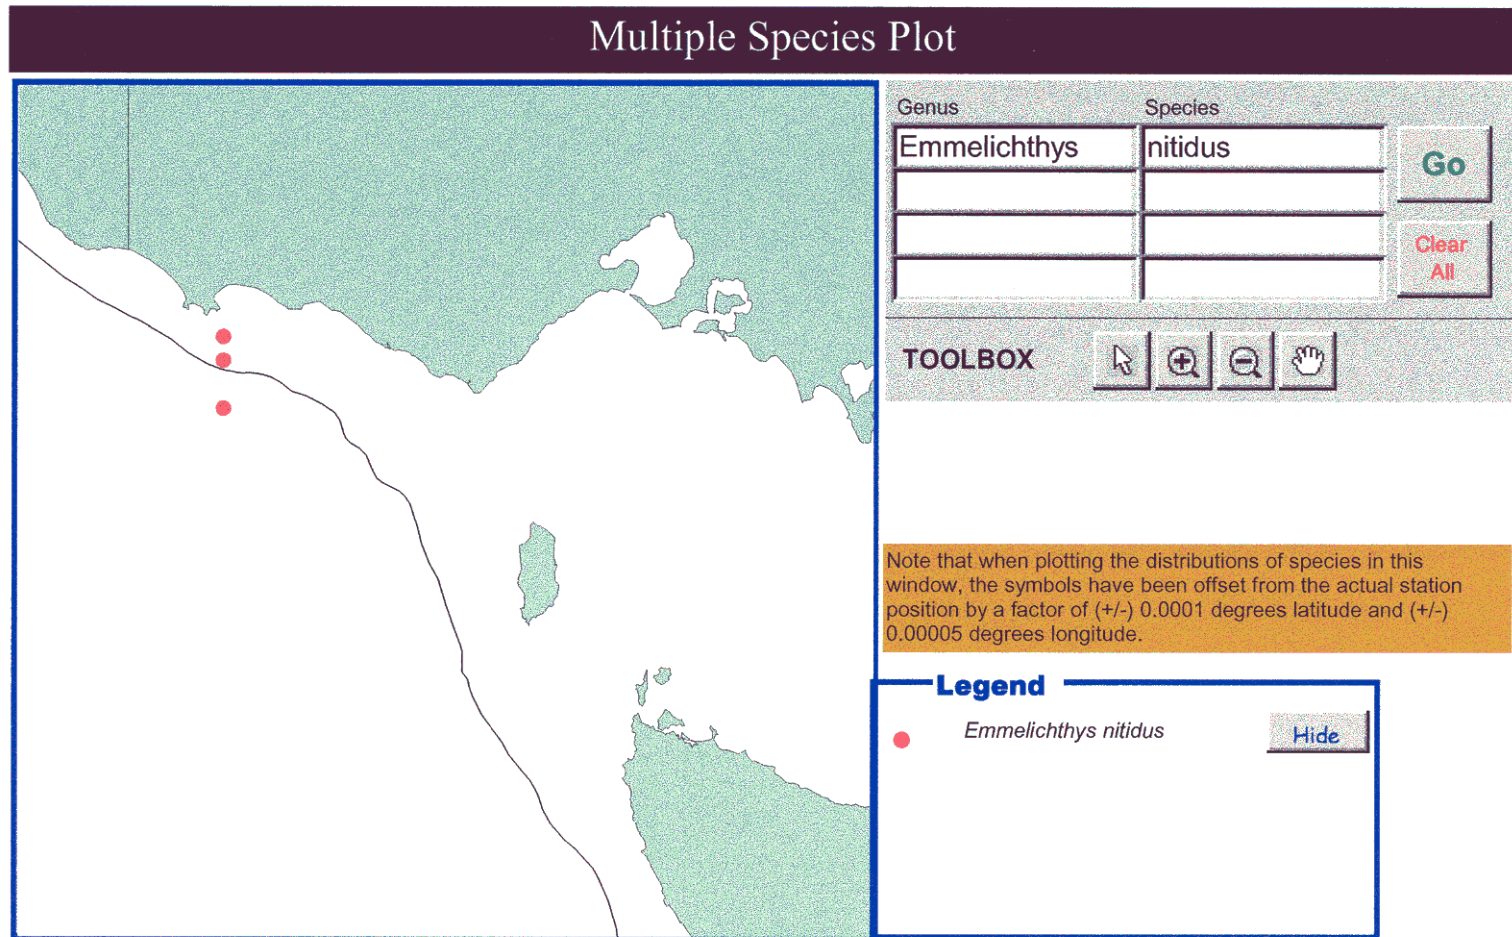 Multiple Species Plot
Genus Species
Emmelichthys nitidus
Go
Clear
All
TOOLBOX
Note that when plotting the distributions of species in this
window, the symbols have been offset from the actual station
position by a factor of (+/-) 0.0001 degrees latitude and (+/-)
0.00005 degrees longitude.
Legend
Emmelichthys nitidus
Hide